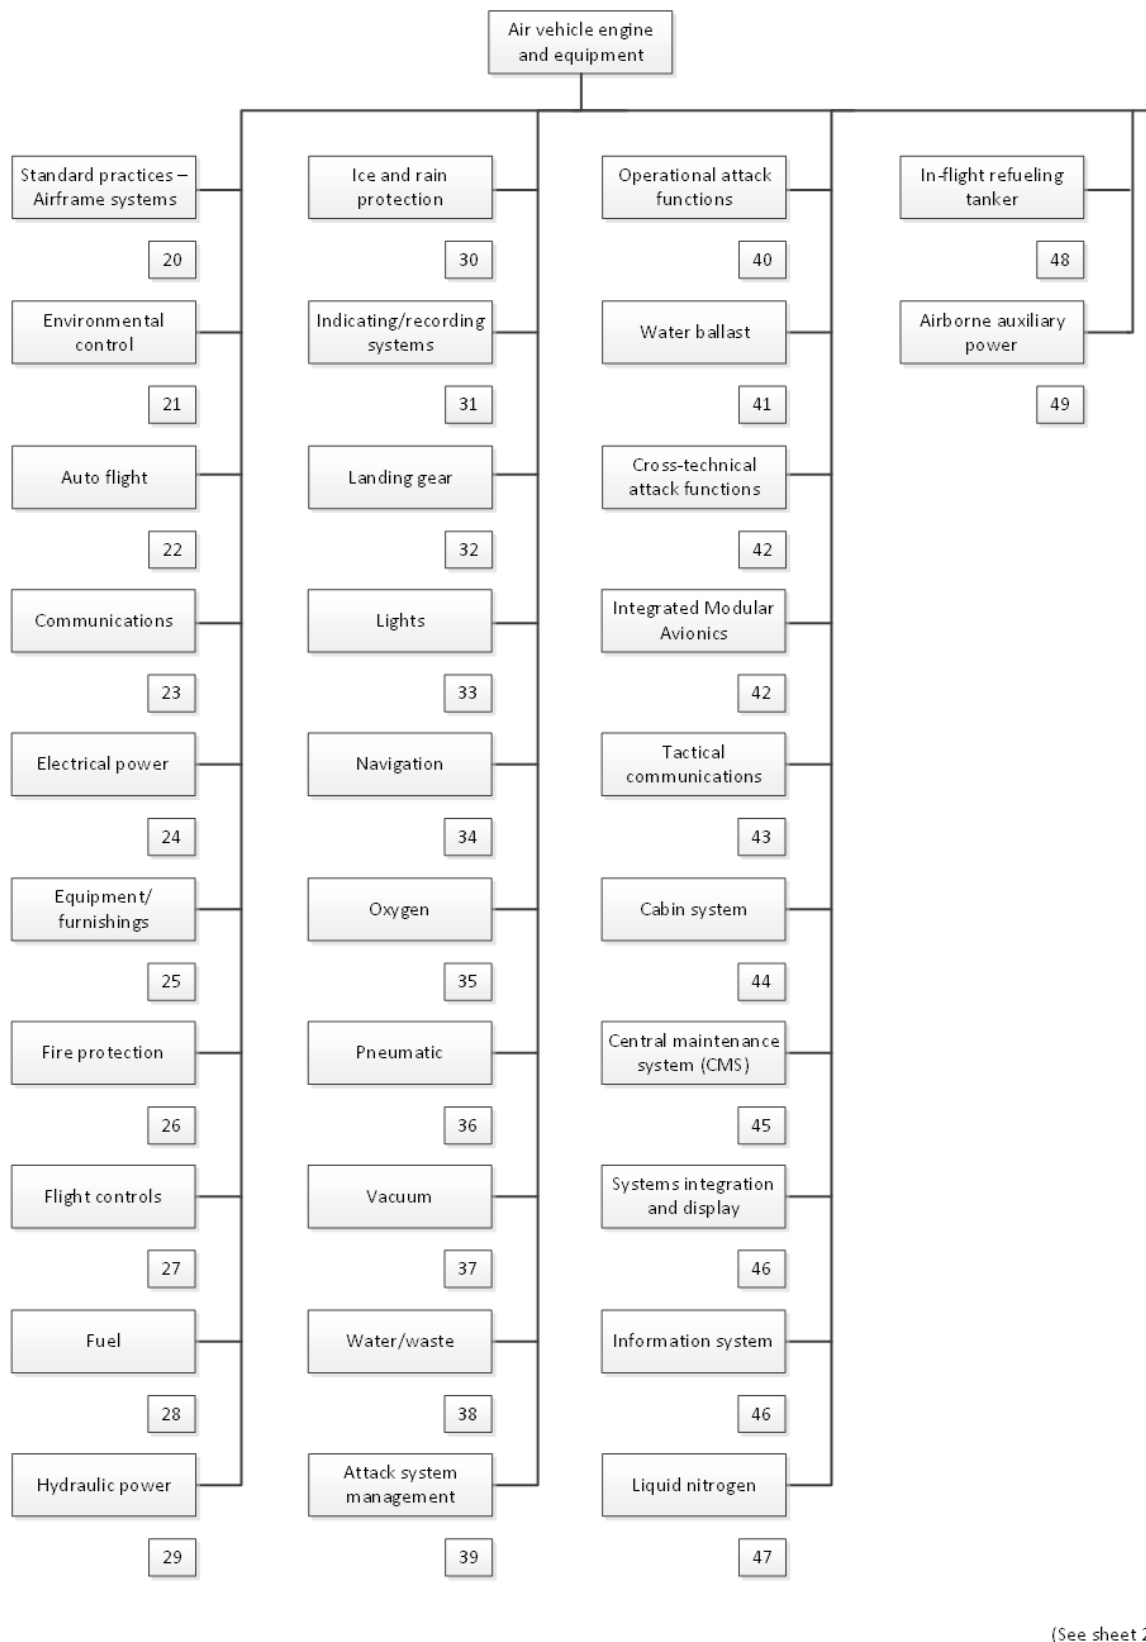 Air vehicle engine
and equipment
Standard practices –
Airframe systems
20
Environmental
control
21
Auto flight
22
Communications
23
Electrical power
24
Equipment/
furnishings
25
Fire protection
26
Flight controls
27
Fuel
28
Hydraulic power
29
Ice and rain
protection
30
Indicating/recording
systems
31
Landing gear
32
Lights
33
Navigation
34
Oxygen
35
Pneumatic
36
Vacuum
37
Water/waste
38
Attack system
management
39
Operational attack
functions
40
Water ballast
41
Cross-technical
attack functions
42
Integrated Modular
Avionics
42
Tactical
communications
43
Cabin system
44
Central maintenance
system (CMS)
45
Systems integration
and display
46
Information system
46
Liquid nitrogen
47
In-flight refueling
tanker
48
Airborne auxiliary
power
49
(See sheet 2